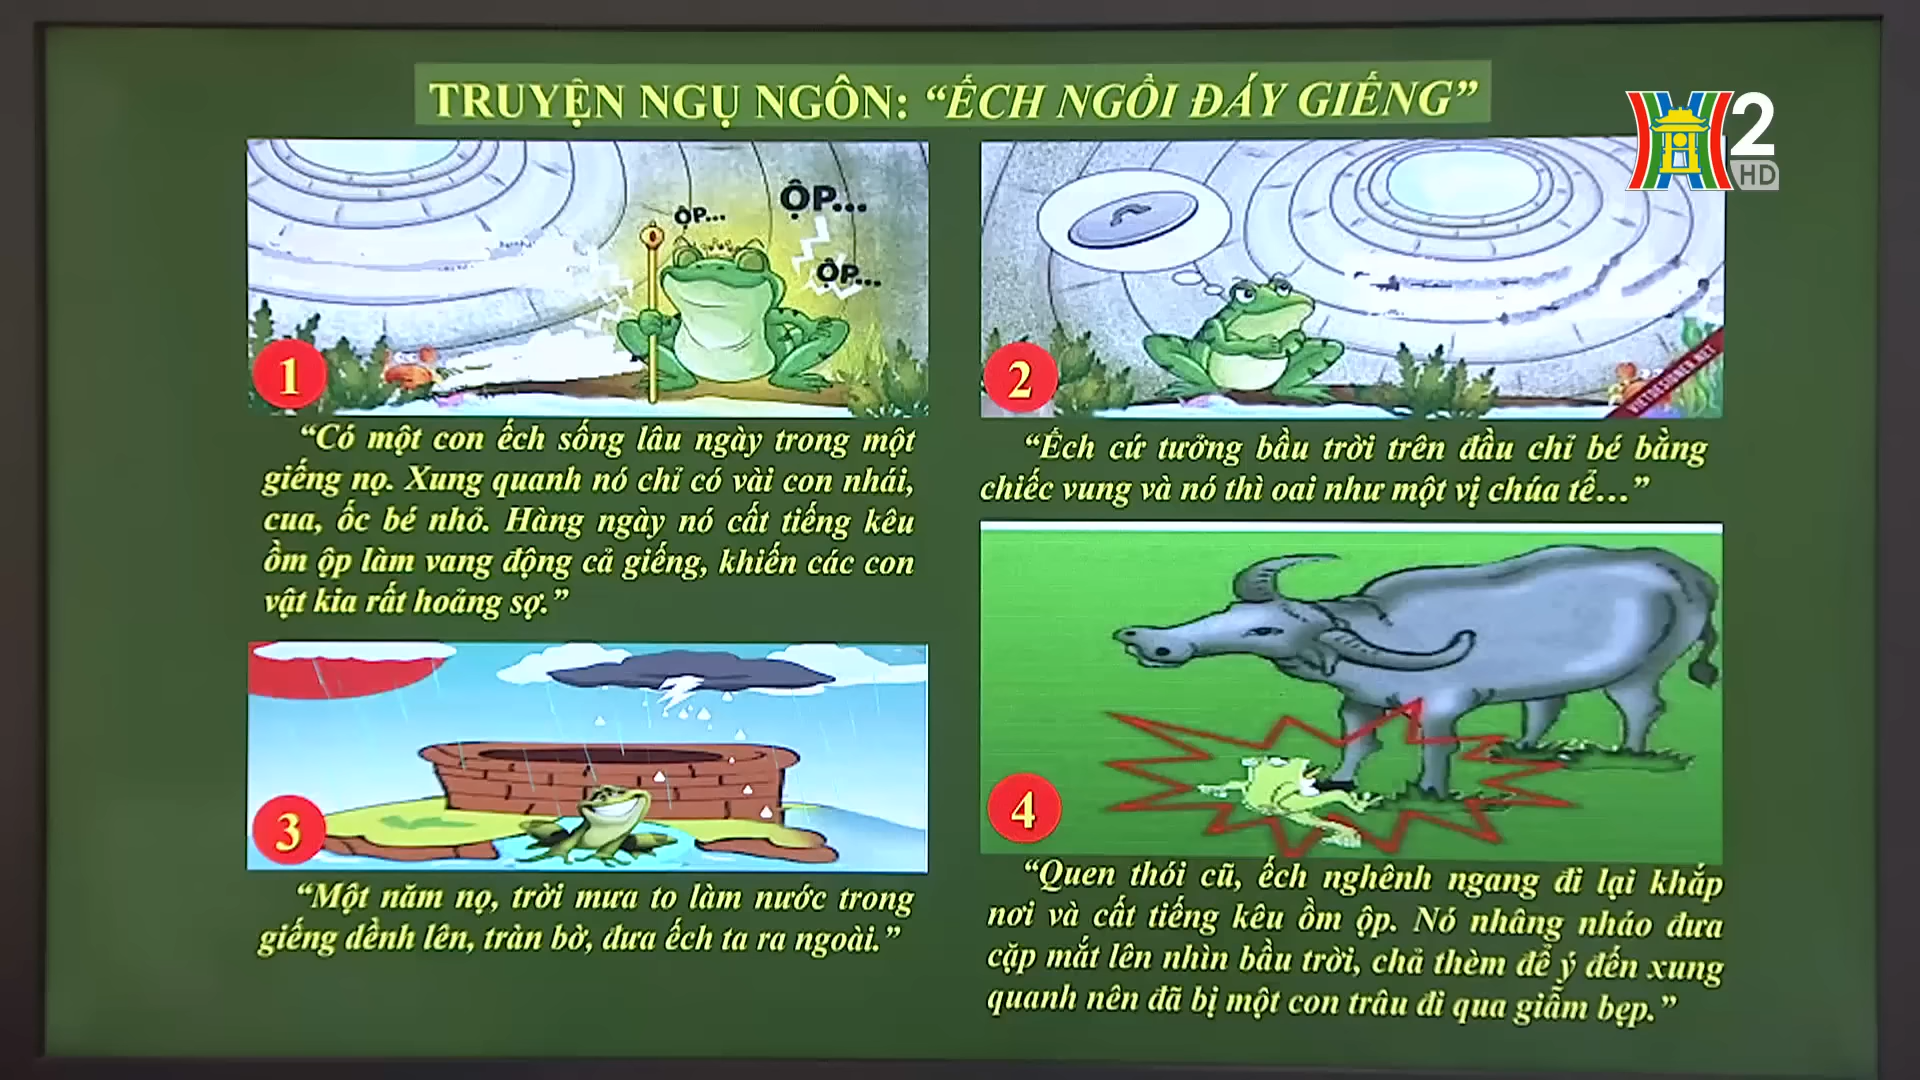 TRUYỆN NGỤ NGÔN: “ẾCH NGỒI ĐÁY GIẾNG”
2
HD
ỘP...
ỘP...
ỘP...
1
“Có một con ếch sống lâu ngày trong một
giếng nọ. Xung quanh nó chỉ có vài con nhái,
cua, ốc bé nhỏ. Hàng ngày nó cất tiếng kêu
ồm ộp làm vang động cả giếng, khiến các con
vật kia rất hoảng sợ.”
2
VIETDESIGNER.NET
“Ếch cứ tưởng bầu trời trên đầu chỉ bé bằng
chiếc vung và nó thì oai như một vị chúa tể...”
3
“Một năm nọ, trời mưa to làm nước trong
giếng dềnh lên, tràn bờ, đưa ếch ta ra ngoài.”
4
“Quen thói cũ, ếch nghênh ngang đi lại khắp
nơi và cất tiếng kêu ồm ộp. Nó nhâng nháo đưa
cặp mắt lên nhìn bầu trời, chả thèm để ý đến xung
quanh nên đã bị một con trâu đi qua giẫm bẹp.”